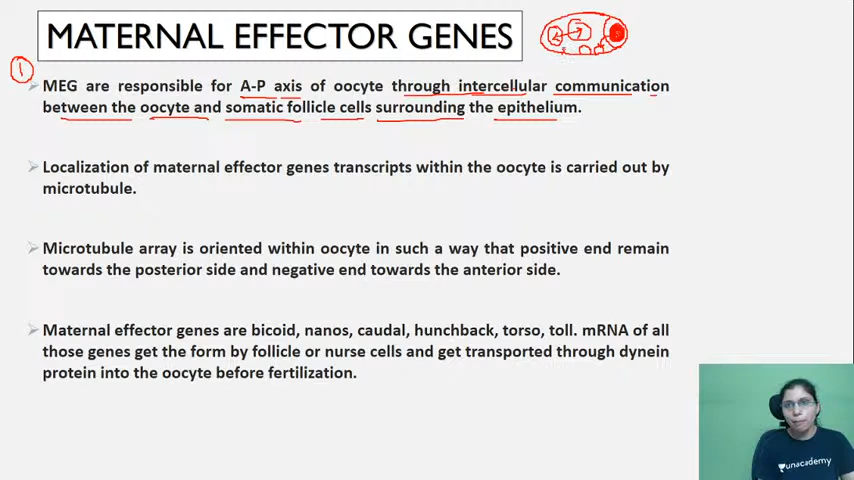 MATERNAL EFFECTOR GENES
1
MEG are responsible for A-P axis of oocyte through intercellular communication
between the oocyte and somatic follicle cells surrounding the epithelium.
Localization of maternal effector genes transcripts within the oocyte is carried out by
microtubule.
Microtubule array is oriented within oocyte in such a way that positive end remain
towards the posterior side and negative end towards the anterior side.
Maternal effector genes are bicoid, nanos, caudal, hunchback, torso, toll. mRNA of all
those genes get the form by follicle or nurse cells and get transported through dynein
protein into the oocyte before fertilization.
unacademy